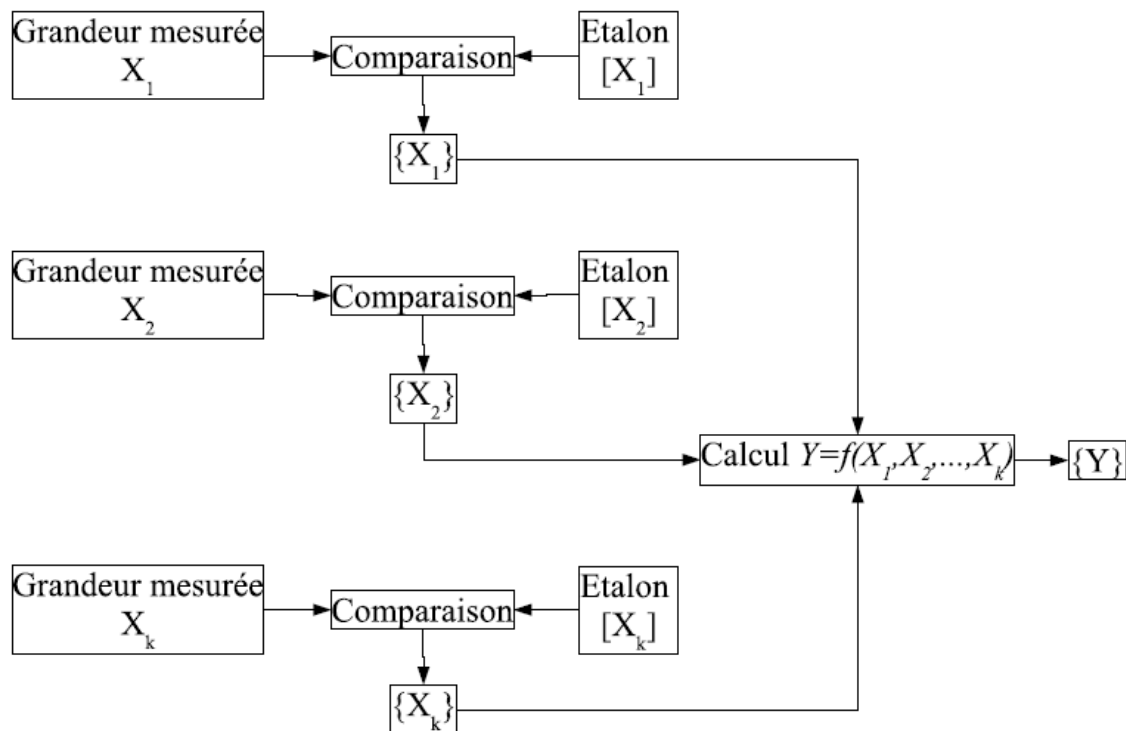 Grandeur mesurée
X₁
Comparaison
Etalon
[X₁]
{X₁}
Grandeur mesurée
X₂
Comparaison
Etalon
[X₂]
{X₂}
Calcul Y=f(X₁,X₂,...,Xₖ)
{Y}
Grandeur mesurée
Xₖ
Comparaison
Etalon
[Xₖ]
{Xₖ}